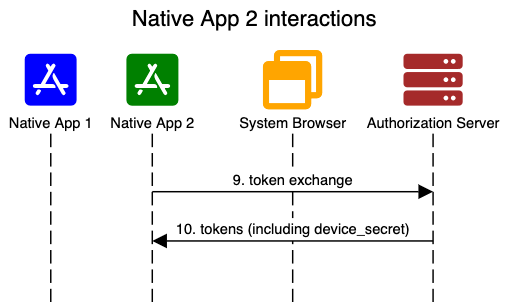 Native App 2 interactions
Native App 1
Native App 2
System Browser
Authorization Server
9. token exchange
10. tokens (including device_secret)